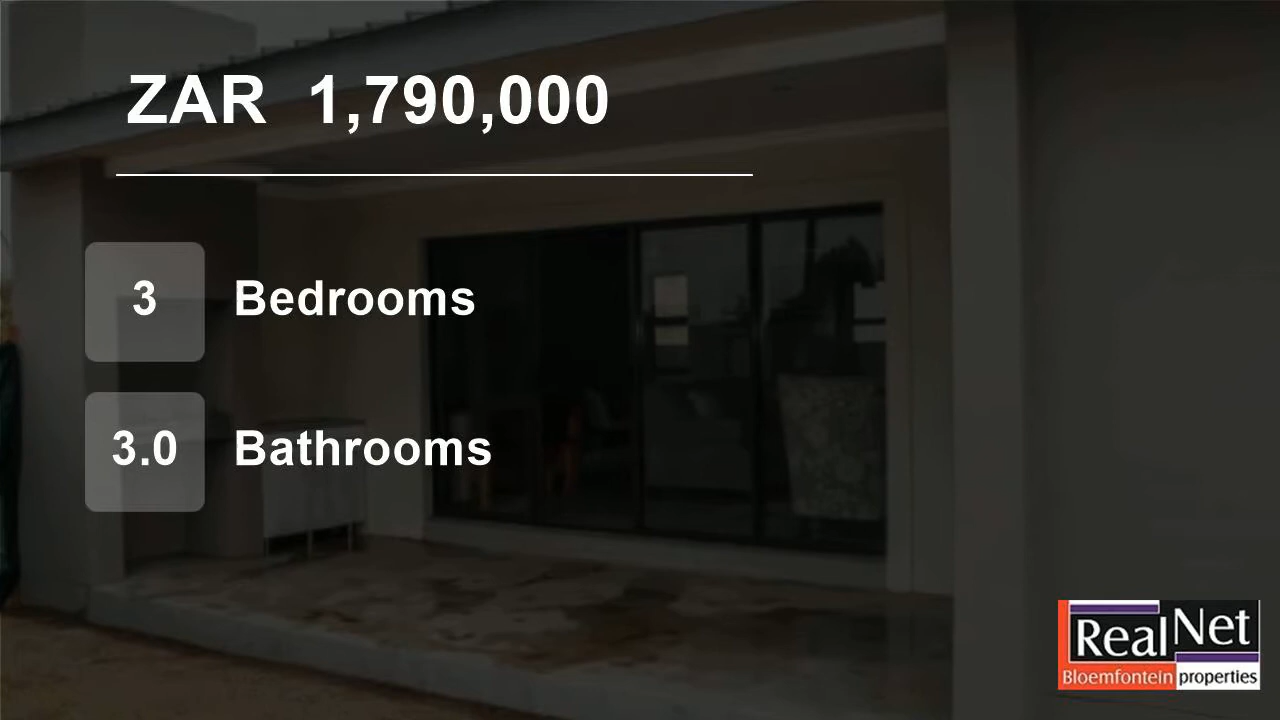 ZAR 1,790,000
3 Bedrooms
3.0 Bathrooms
RealNet
Bloemfontein properties